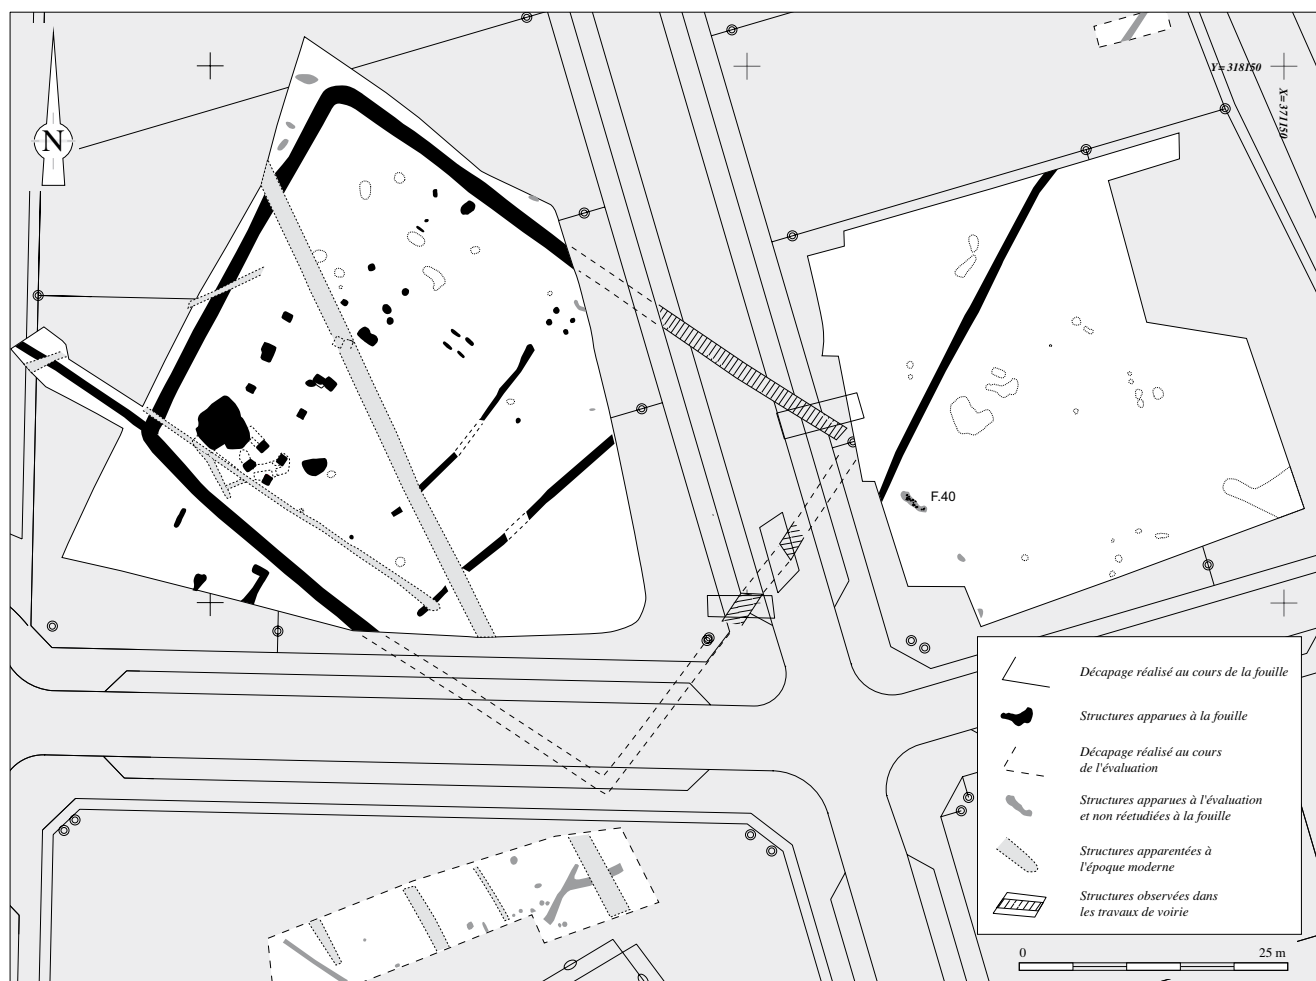 Y= 318150
X= 371150
N
F.40
Décapage réalisé au cours de la fouille
Structures apparues à la fouille
Décapage réalisé au cours
de l'évaluation
Structures apparues à l'évaluation
et non réetudiées à la fouille
Structures apparentées à
l'époque moderne
Structures observées dans
les travaux de voirie
0 25 m